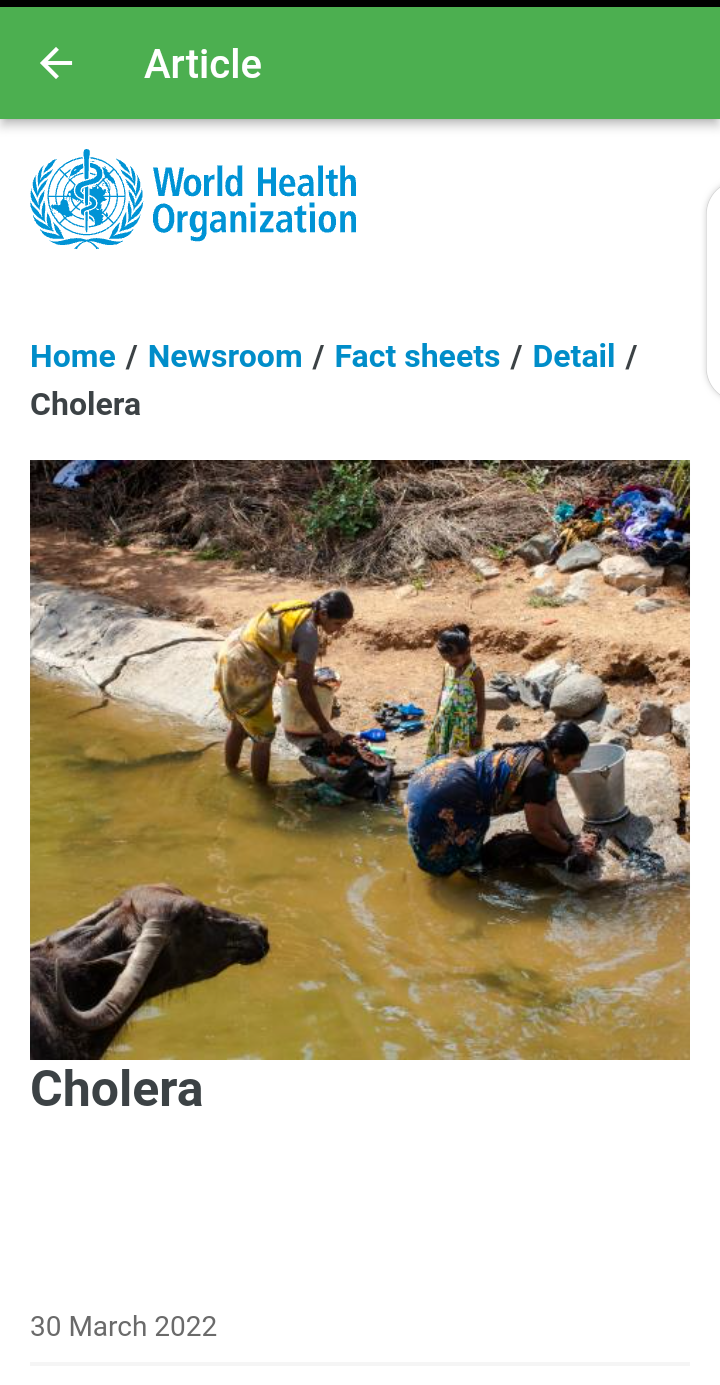 Article
World Health
Organization
Home / Newsroom / Fact sheets / Detail /
Cholera
Cholera
30 March 2022